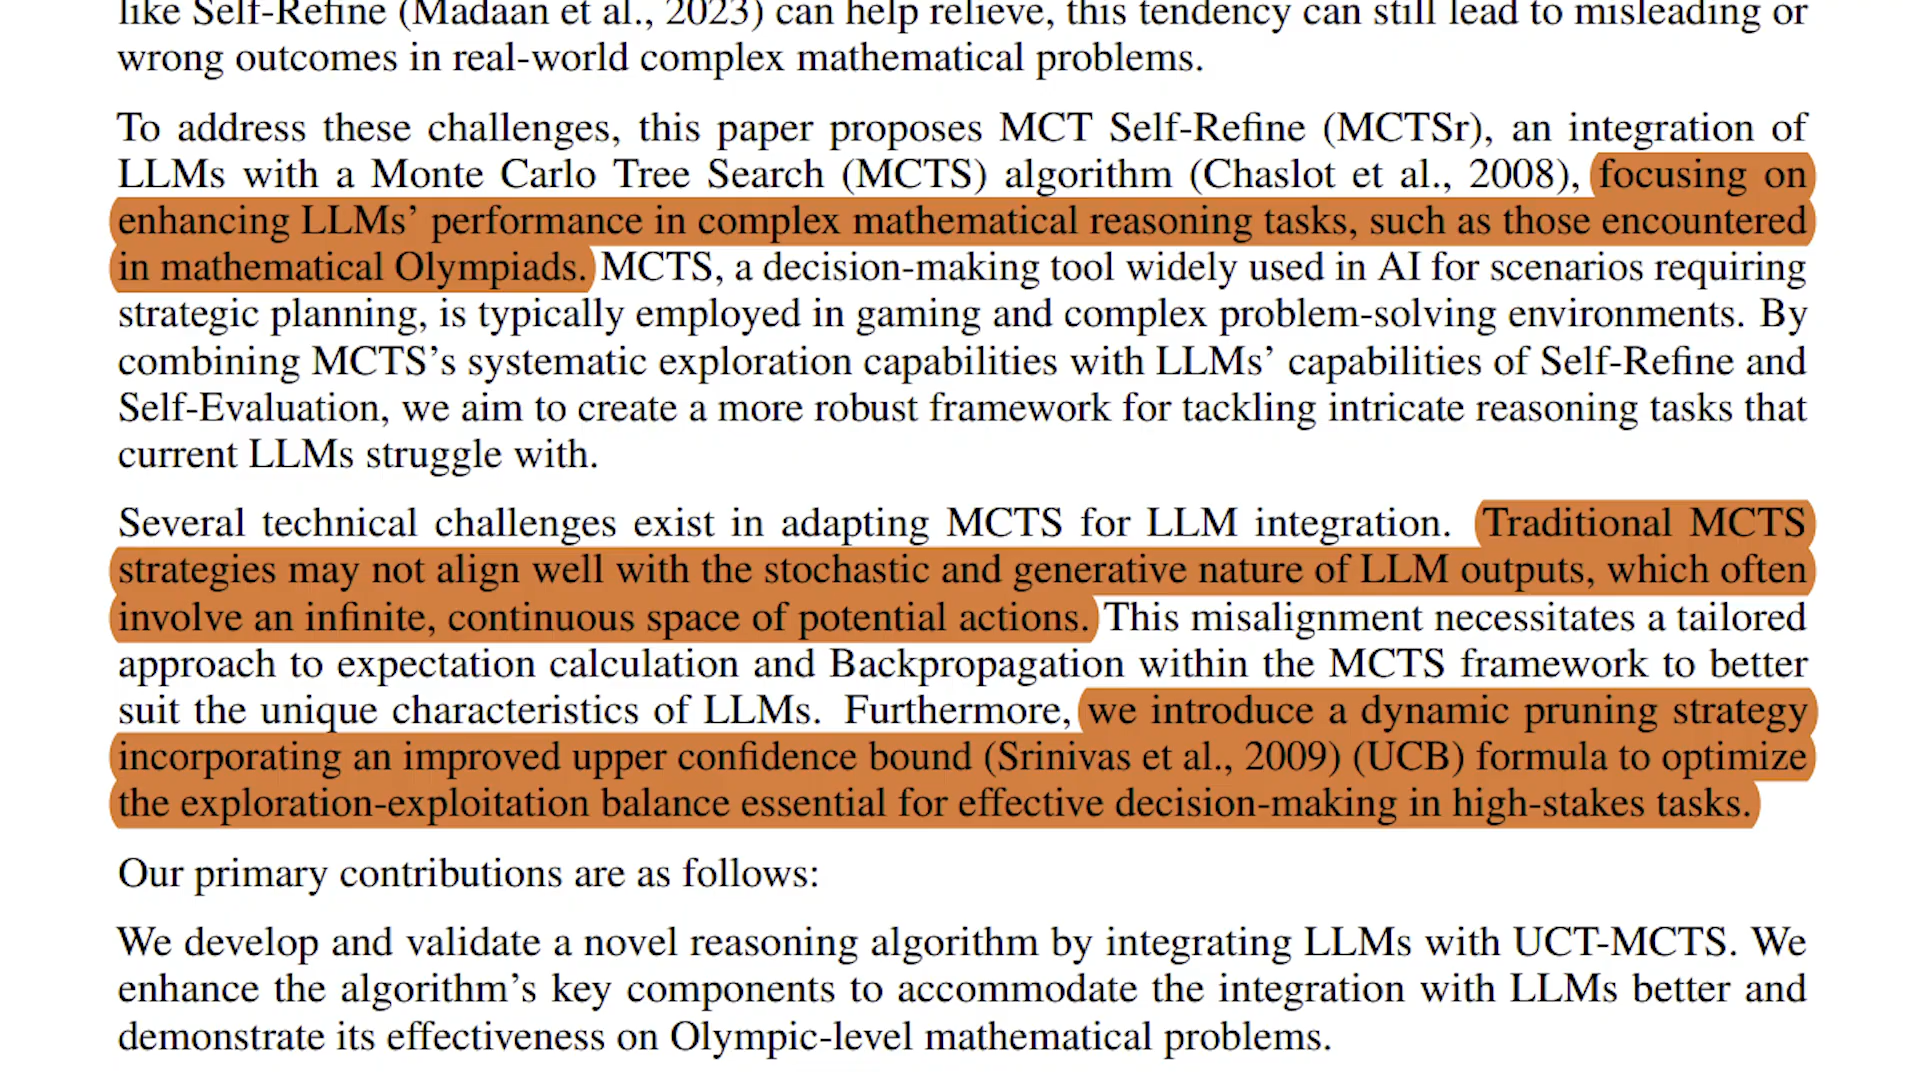 like Self-Refine (Madaan et al., 2023) can help relieve, this tendency can still lead to misleading or
wrong outcomes in real-world complex mathematical problems.
To address these challenges, this paper proposes MCT Self-Refine (MCTSr), an integration of
LLMs with a Monte Carlo Tree Search (MCTS) algorithm (Chaslot et al., 2008), focusing on
enhancing LLMs’ performance in complex mathematical reasoning tasks, such as those encountered
in mathematical Olympiads. MCTS, a decision-making tool widely used in AI for scenarios requiring
strategic planning, is typically employed in gaming and complex problem-solving environments. By
combining MCTS’s systematic exploration capabilities with LLMs’ capabilities of Self-Refine and
Self-Evaluation, we aim to create a more robust framework for tackling intricate reasoning tasks that
current LLMs struggle with.
Several technical challenges exist in adapting MCTS for LLM integration. Traditional MCTS
strategies may not align well with the stochastic and generative nature of LLM outputs, which often
involve an infinite, continuous space of potential actions. This misalignment necessitates a tailored
approach to expectation calculation and Backpropagation within the MCTS framework to better
suit the unique characteristics of LLMs. Furthermore, we introduce a dynamic pruning strategy
incorporating an improved upper confidence bound (Srinivas et al., 2009) (UCB) formula to optimize
the exploration-exploitation balance essential for effective decision-making in high-stakes tasks.
Our primary contributions are as follows:
We develop and validate a novel reasoning algorithm by integrating LLMs with UCT-MCTS. We
enhance the algorithm’s key components to accommodate the integration with LLMs better and
demonstrate its effectiveness on Olympic-level mathematical problems.